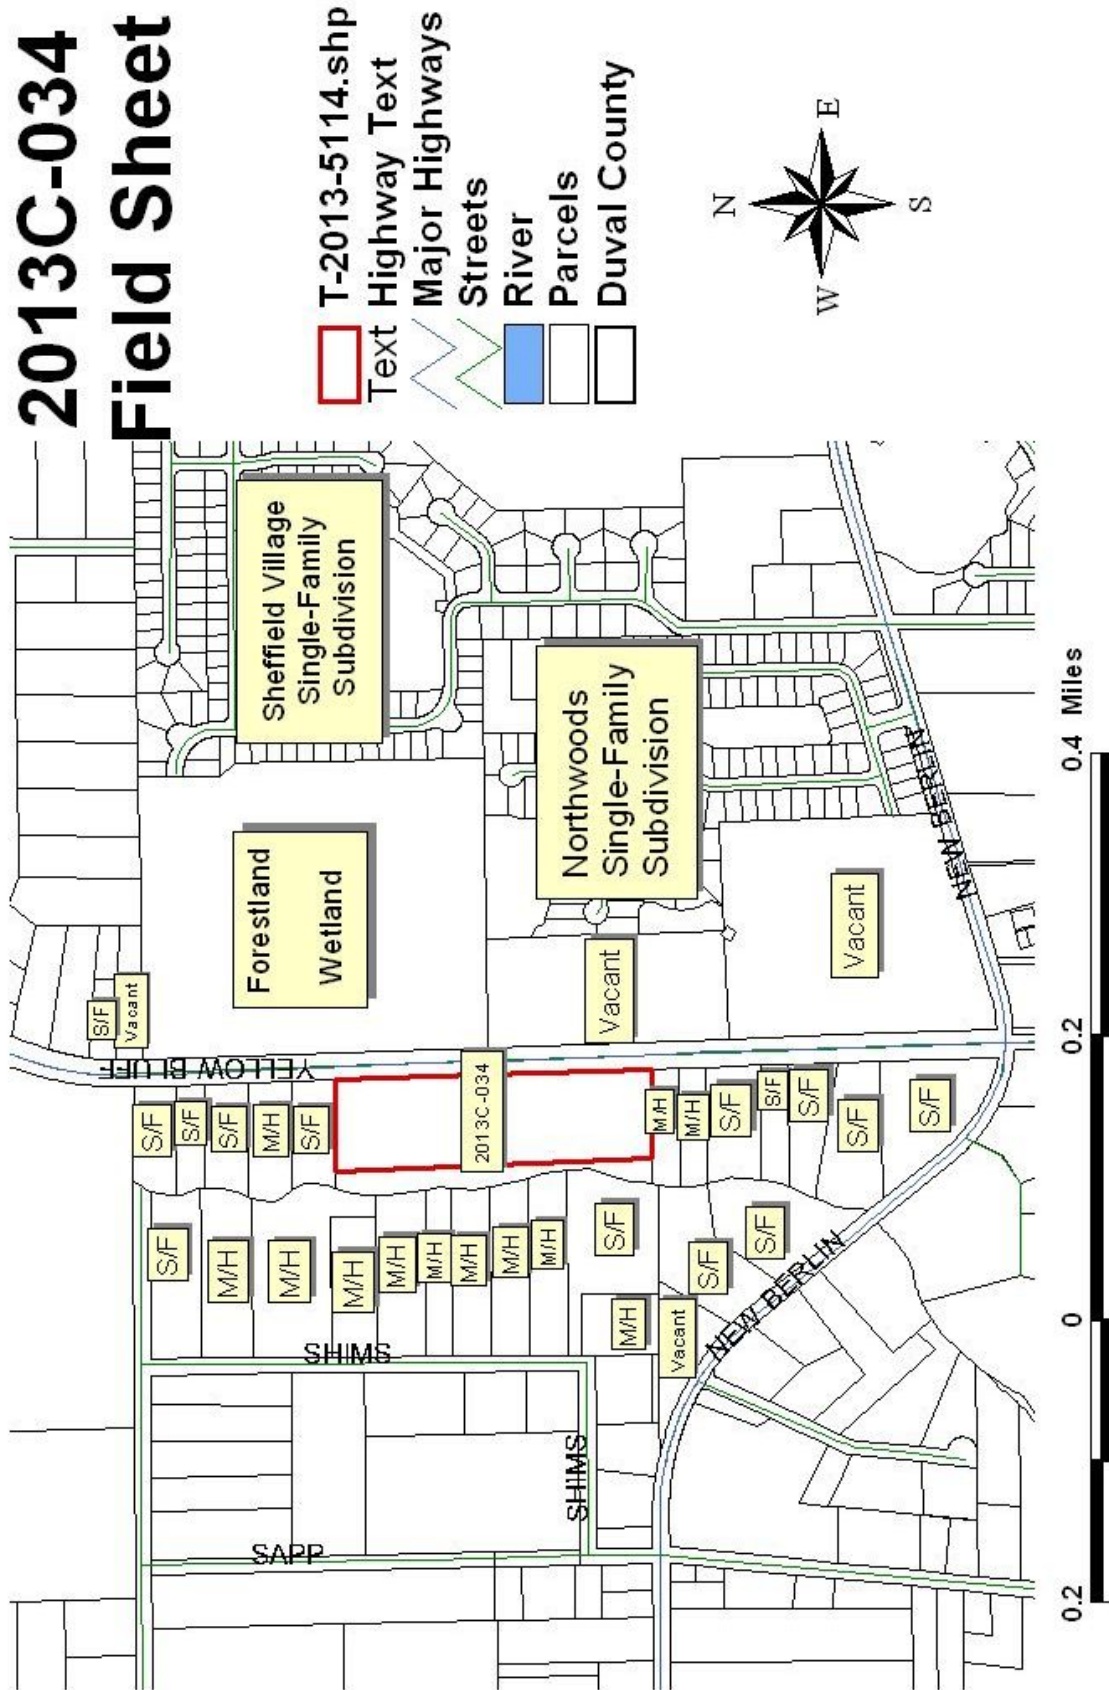 2013C-034
Field Sheet
T-2013-5114.shp
Text Highway Text
Major Highways
Streets
River
Parcels
Duval County
N
W
E
S
Sheffield Village
Single-Family
Subdivision
Forestland
Wetland
Northwoods
Single-Family
Subdivision
S/F
Vacant
Vacant
Vacant
YELLOW BLUFF
S/F
S/F
S/F
M/H
S/F
2013C-034
M/H
M/H
S/F
S/F
S/F
S/F
S/F
S/F
M/H
M/H
M/H
M/H
M/H
M/H
M/H
M/H
S/F
M/H
Vacant
S/F
S/F
SHIMS
SHIMS
SAPP
NEW BERLIN
NEW BERLIN
0.2
0
0.2
0.4 Miles